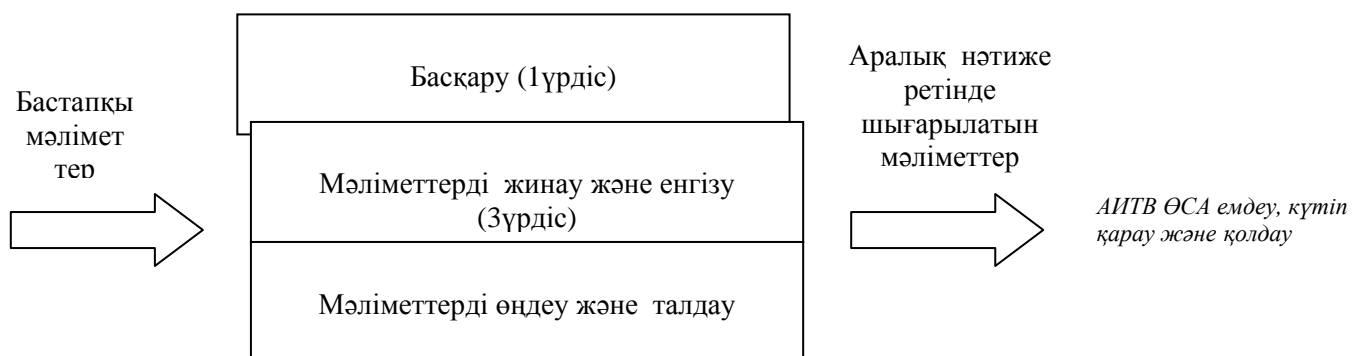 Бастапқы
мәлімет
тер
Басқару (1үрдіс)
Мәліметтерді  жинау және енгізу
(3үрдіс)
Мәліметтерді өңдеу және  талдау
Аралық  нәтиже
ретінде
шығарылатын
мәліметтер
АИТВ ӨСА емдеу, күтіп
қарау және қолдау